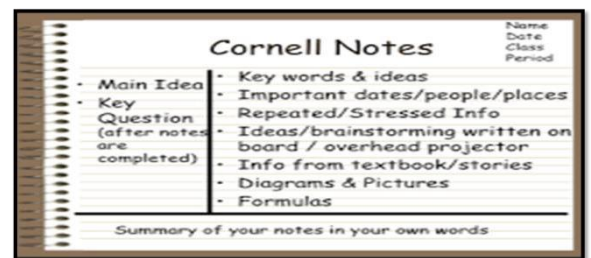 Name
Date
Class
Period
Cornell Notes
• Main Idea
• Key
Question
(after notes
are
completed)
• Key words & ideas
• Important dates/people/places
• Repeated/Stressed Info
• Ideas/brainstorming written on
board / overhead projector
• Info from textbook/stories
• Diagrams & Pictures
• Formulas
Summary of your notes in your own words